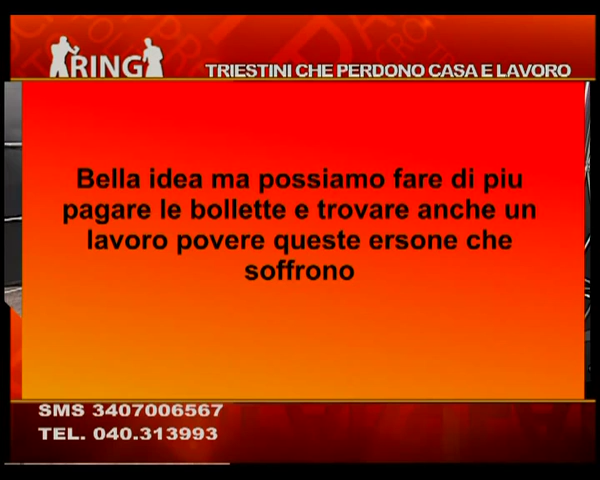 RING
TRIESTINI CHE PERDONO CASA E LAVORO
Bella idea ma possiamo fare di piu
pagare le bollette e trovare anche un
lavoro povere queste ersone che
soffrono
SMS 3407006567
TEL. 040.313993